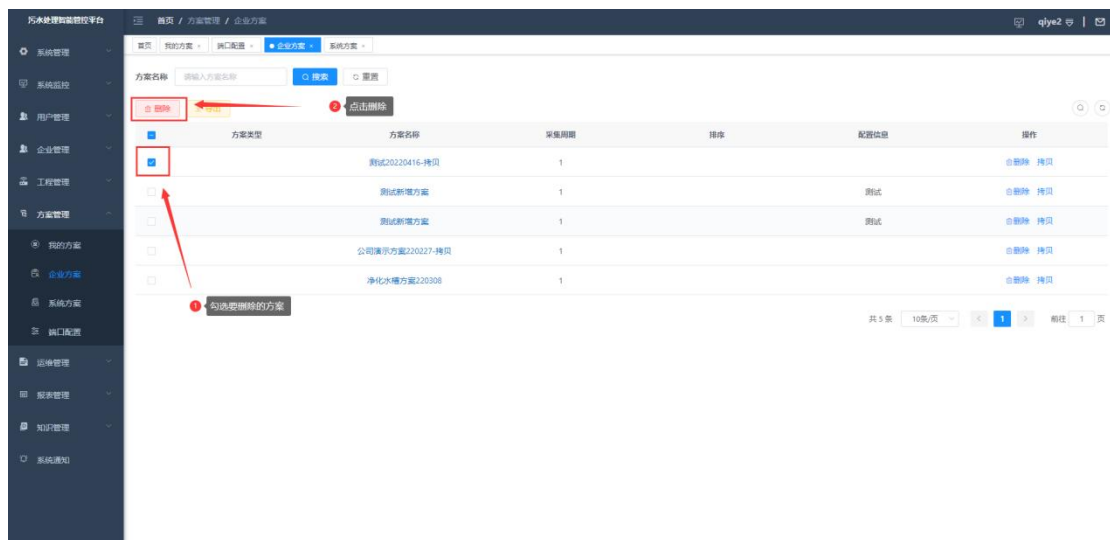 污水处理智能管控平台
首页 / 方案管理 / 企业方案
qiye2
首页 我的方案 × 端口配置 × 企业方案 × 系统方案 ×
方案名称 请输入方案名称 搜索 重置
删除
2 点击删除
方案类型 方案名称 采集周期 排序 配置信息 操作
测试20220416-拷贝 1 删除 拷贝
测试新增方案 1 测试 删除 拷贝
测试新增方案 1 测试 删除 拷贝
公司演示方案220227-拷贝 1 删除 拷贝
净化水槽方案220308 1 删除 拷贝
1 勾选要删除的方案
共 5 条 10条/页 < 1 > 前往 1 页
系统管理
系统监控
用户管理
企业管理
工程管理
方案管理
我的方案
企业方案
系统方案
端口配置
运维管理
报表管理
知识管理
系统通知